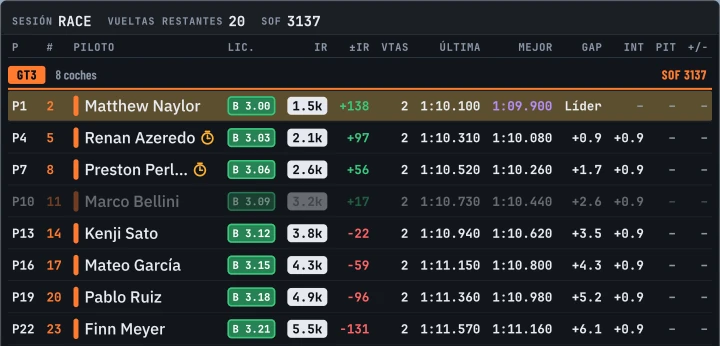 SESIÓN RACE VUELTAS RESTANTES 20 SOF 3137
P # PILOTO LIC. IR ±IR VTAS ÚLTIMA MEJOR GAP INT PIT +/-
GT3 8 coches SOF 3137
P1 2 Matthew Naylor B 3.00 1.5k +138 2 1:10.100 1:09.900 Líder – – –
P4 5 Renan Azeredo B 3.03 2.1k +97 2 1:10.310 1:10.080 +0.9 +0.9 – –
P7 8 Preston Perl... B 3.06 2.6k +56 2 1:10.520 1:10.260 +1.7 +0.9 – –
P10 11 Marco Bellini B 3.09 3.2k +17 2 1:10.730 1:10.440 +2.6 +0.9 – –
P13 14 Kenji Sato B 3.12 3.8k -22 2 1:10.940 1:10.620 +3.5 +0.9 – –
P16 17 Mateo García B 3.15 4.3k -59 2 1:11.150 1:10.800 +4.3 +0.9 – –
P19 20 Pablo Ruiz B 3.18 4.9k -96 2 1:11.360 1:10.980 +5.2 +0.9 – –
P22 23 Finn Meyer B 3.21 5.5k -131 2 1:11.570 1:11.160 +6.1 +0.9 – –